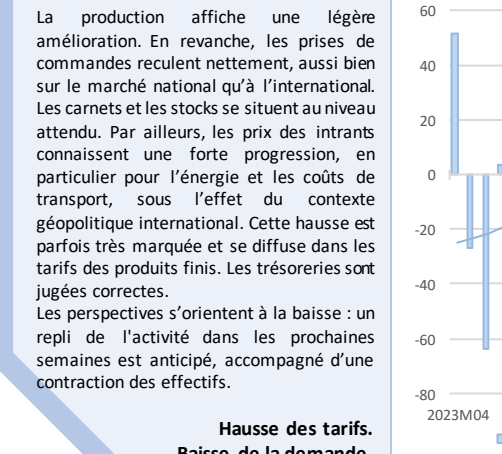 La production affiche une légère
amélioration. En revanche, les prises de
commandes reculent nettement, aussi bien
sur le marché national qu'à l'international.
Les carnets et les stocks se situent au niveau
attendu. Par ailleurs, les prix des intrants
connaissent une forte progression, en
particulier pour l'énergie et les coûts de
transport, sous l'effet du contexte
géopolitique international. Cette hausse est
parfois très marquée et se diffuse dans les
tarifs des produits finis. Les trésoreries sont
jugées correctes.
Les perspectives s'orientent à la baisse : un
repli de l'activité dans les prochaines
semaines est anticipé, accompagné d'une
contraction des effectifs.
Hausse des tarifs.
Baisse de la demande
60
40
20
0
-20
-40
-60
-80
2023M04